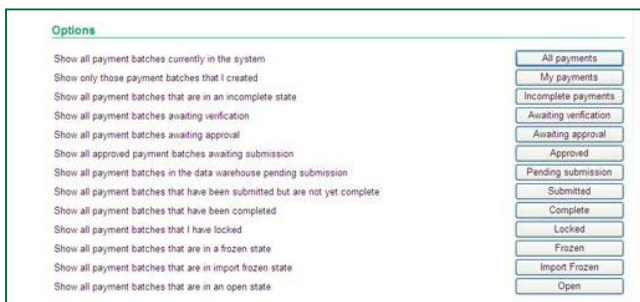 Options
Show all payment batches currently in the system All payments
Show only those payment batches that I created My payments
Show all payment batches that are in an incomplete state Incomplete payments
Show all payment batches awaiting verification Awaiting verification
Show all payment batches awaiting approval Awaiting approval
Show all approved payment batches awaiting submission Approved
Show all payment batches in the data warehouse pending submission Pending submission
Show all payment batches that have been submitted but are not yet complete Submitted
Show all payment batches that have been completed Complete
Show all payment batches that I have locked Locked
Show all payment batches that are in a frozen state Frozen
Show all payment batches that are in import frozen state Import Frozen
Show all payment batches that are in an open state Open